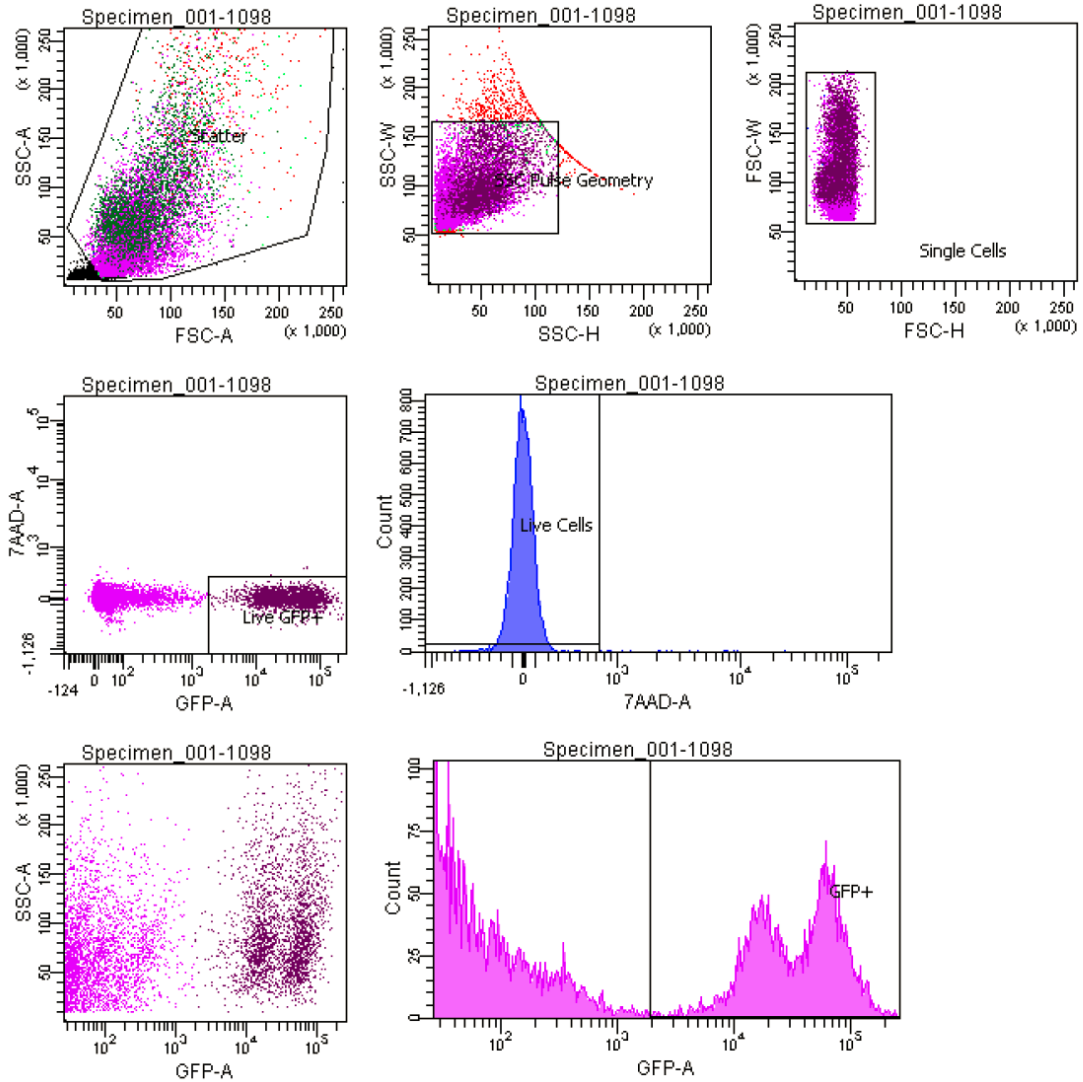 Specimen_001-1098
SSC-A
(x 1,000)
50 100 150 200 250
Scatter
50 100 150 200 250
FSC-A
(x 1,000)
Specimen_001-1098
SSC-W
(x 1,000)
50 100 150 200 250
SSC Pulse Geometry
50 100 150 200 250
SSC-H
(x 1,000)
Specimen_001-1098
FSC-W
(x 1,000)
50 100 150 200 250
Single Cells
50 100 150 200 250
FSC-H
(x 1,000)
Specimen_001-1098
7AAD-A
-1,126 0 10^3 10^4 10^5
Live GFP+
-124 0 10^2 10^3 10^4 10^5
GFP-A
Specimen_001-1098
Count
0 100 200 300 400 500 600 700 800
Live Cells
-1,126 0 10^3 10^4 10^5
7AAD-A
Specimen_001-1098
SSC-A
(x 1,000)
50 100 150 200 250
10^2 10^3 10^4 10^5
GFP-A
Specimen_001-1098
Count
0 25 50 75 100
GFP+
10^2 10^3 10^4 10^5
GFP-A